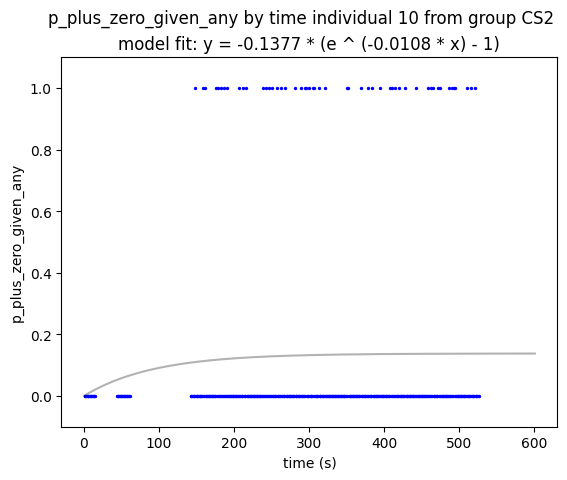 p_plus_zero_given_any by time individual 10 from group CS2
model fit: y = -0.1377 * (e ^ (-0.0108 * x) - 1)
1.0
0.8
0.6
0.4
0.2
0.0
p_plus_zero_given_any
0 100 200 300 400 500 600
time (s)